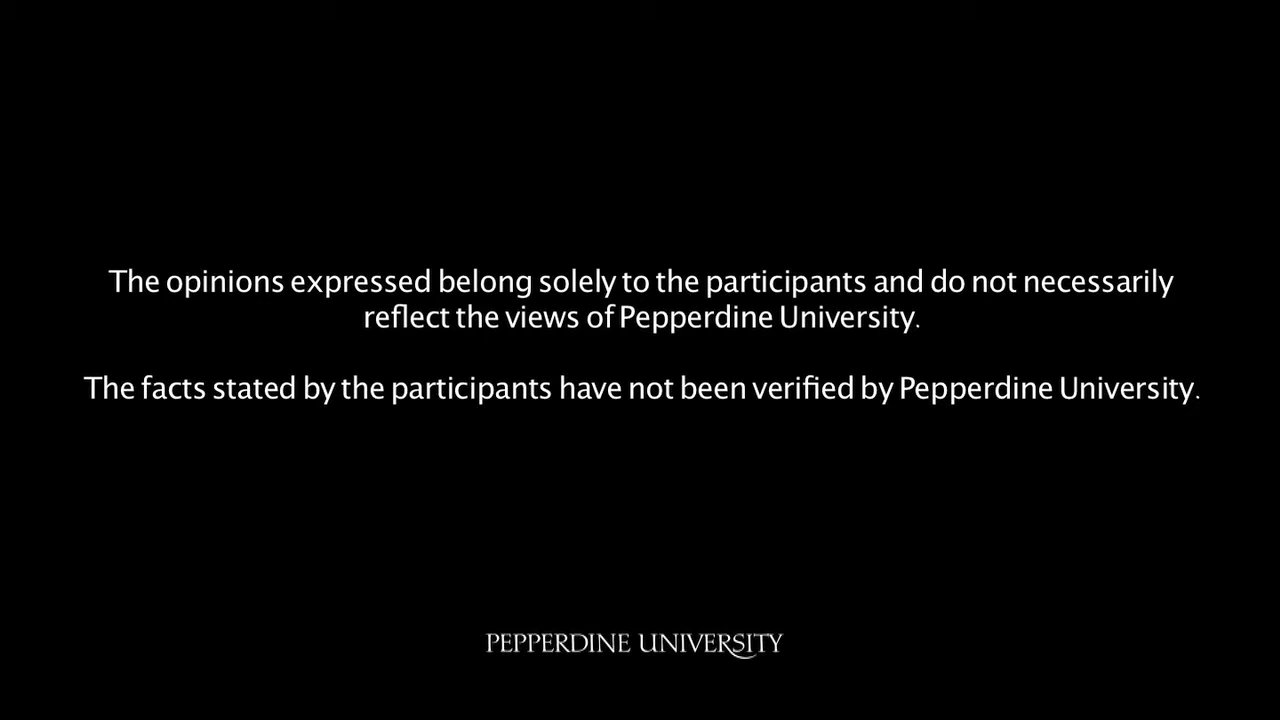 The opinions expressed belong solely to the participants and do not necessarily
reflect the views of Pepperdine University.
The facts stated by the participants have not been verified by Pepperdine University.
PEPPERDINE UNIVERSITY